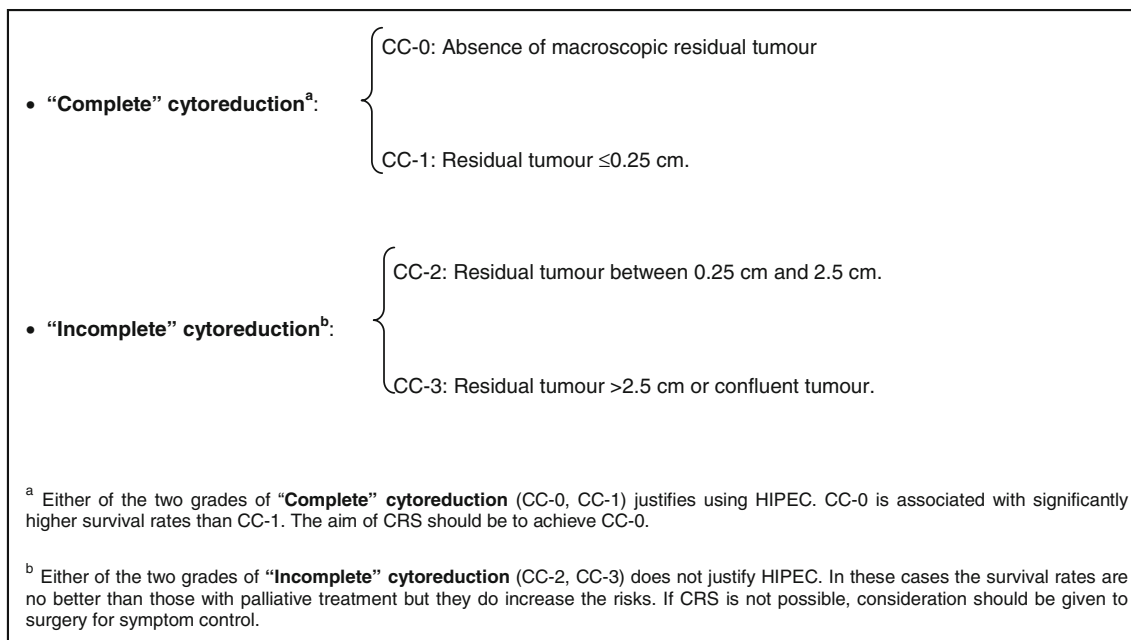 CC-0: Absence of macroscopic residual tumour
• “Complete” cytoreductionᵃ:
CC-1: Residual tumour ≤0.25 cm.
CC-2: Residual tumour between 0.25 cm and 2.5 cm.
• “Incomplete” cytoreductionᵇ:
CC-3: Residual tumour >2.5 cm or confluent tumour.
ᵃ Either of the two grades of “Complete” cytoreduction (CC-0, CC-1) justifies using HIPEC. CC-0 is associated with significantly
higher survival rates than CC-1. The aim of CRS should be to achieve CC-0.
ᵇ Either of the two grades of “Incomplete” cytoreduction (CC-2, CC-3) does not justify HIPEC. In these cases the survival rates are
no better than those with palliative treatment but they do increase the risks. If CRS is not possible, consideration should be given to
surgery for symptom control.